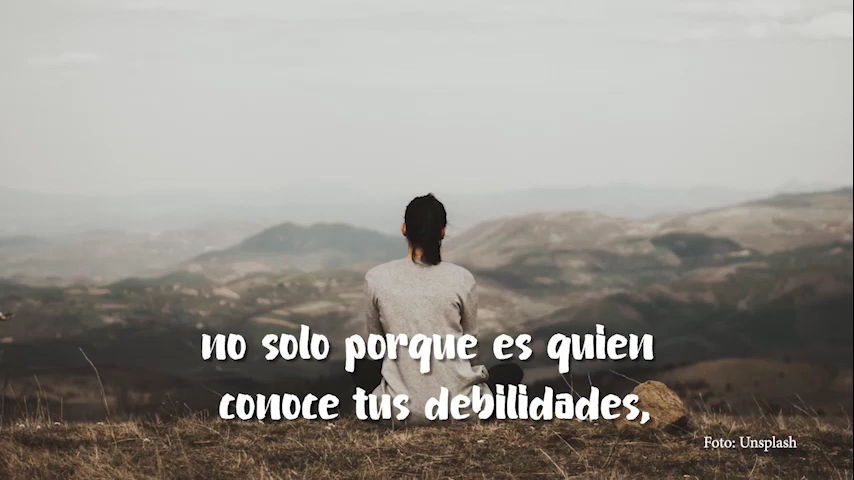 no solo porque es quien
conoce tus debilidades,
Foto: Unsplash